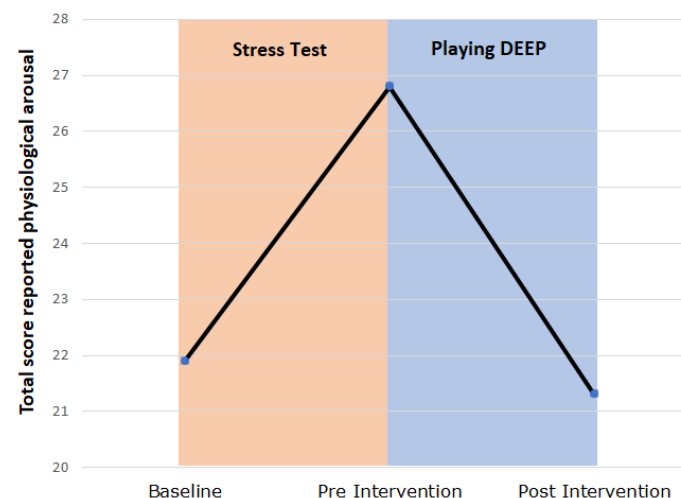 Total score reported physiological arousal
28
27
26
25
24
23
22
21
20
Stress Test
Playing DEEP
Baseline
Pre Intervention
Post Intervention